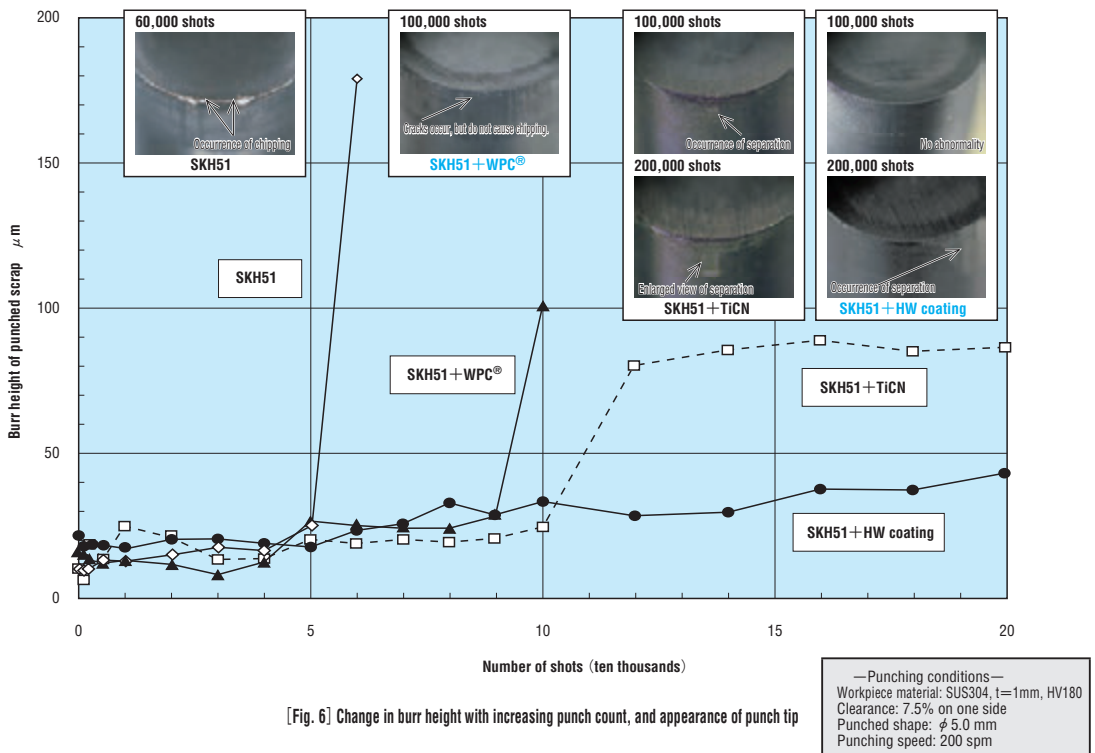 60,000 shots
Occurrence of chipping
SKH51
100,000 shots
Cracks occur, but do not cause chipping.
SKH51+WPC®
100,000 shots
Occurrence of separation
200,000 shots
Enlarged view of separation
SKH51+TiCN
100,000 shots
No abnormality
200,000 shots
Occurrence of separation
SKH51+HW coating
Burr height of punched scrap μm
200
150
100
50
0
SKH51
SKH51+WPC®
SKH51+TiCN
SKH51+HW coating
0 5 10 15 20
Number of shots (ten thousands)
[Fig. 6] Change in burr height with increasing punch count, and appearance of punch tip
—Punching conditions—
Workpiece material: SUS304, t=1mm, HV180
Clearance: 7.5% on one side
Punched shape: ϕ 5.0 mm
Punching speed: 200 spm